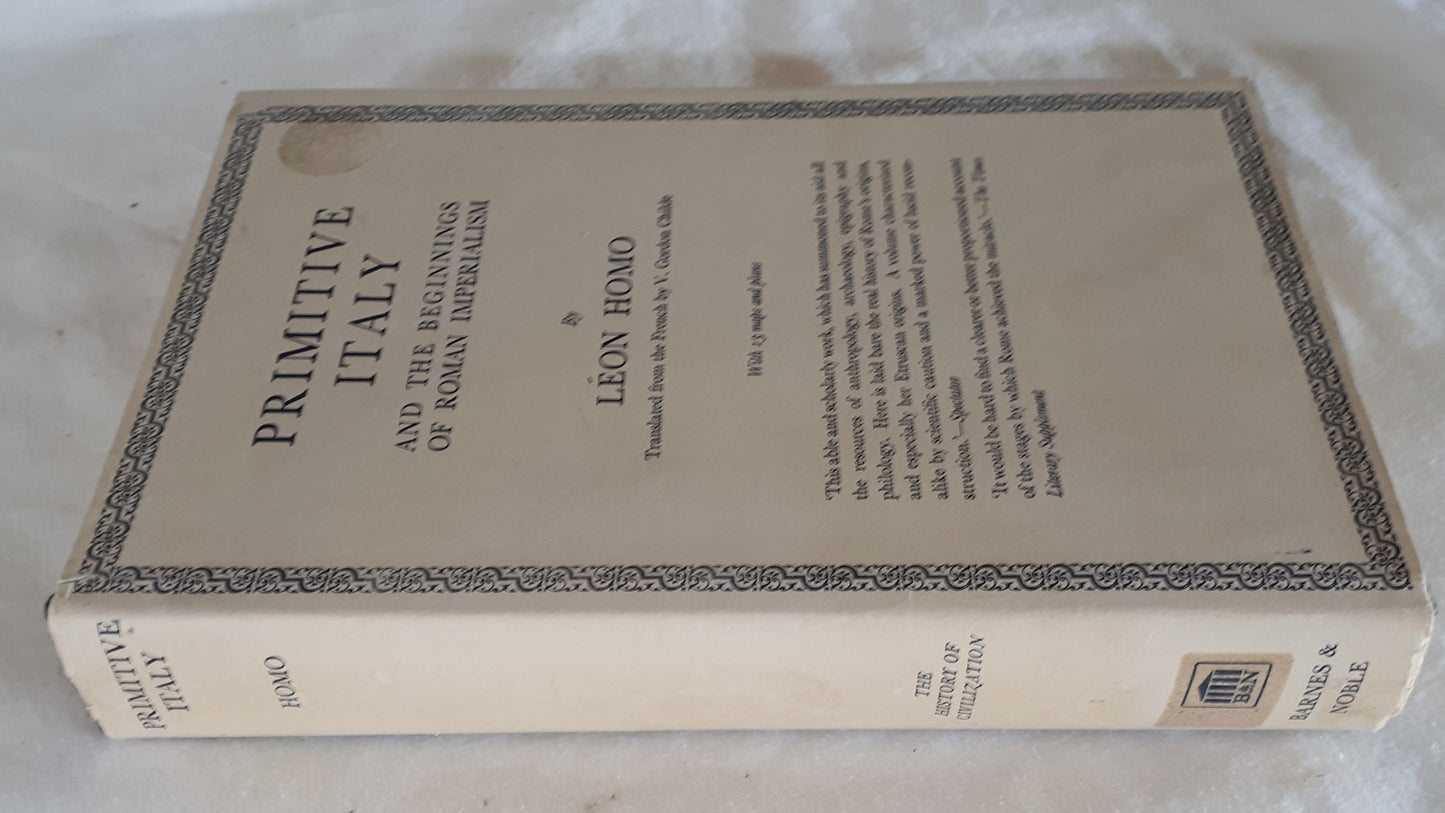 PRIMITIVE
ITALY
AND THE BEGINNINGS
OF ROMAN IMPERIALISM
By
LÉON HOMO
Translated from the French by V. Gordon Childe
With 13 maps and plans
'This able and scholarly work, which has summoned to its aid all
the resources of anthropology, archaeology, epigraphy and
philology. Here is laid bare the real history of Rome's origins,
and especially her Etruscan origins. A volume characterised
alike by scientific caution and a marked power of lucid recon-
struction.'—Spectator
'It would be hard to find a clearer or better proportioned account
of the stages by which Rome achieved the miracle.'—The Times
Literary Supplement
PRIMITIVE
ITALY
HOMO
THE
HISTORY OF
CIVILIZATION
B&N
BARNES &
NOBLE